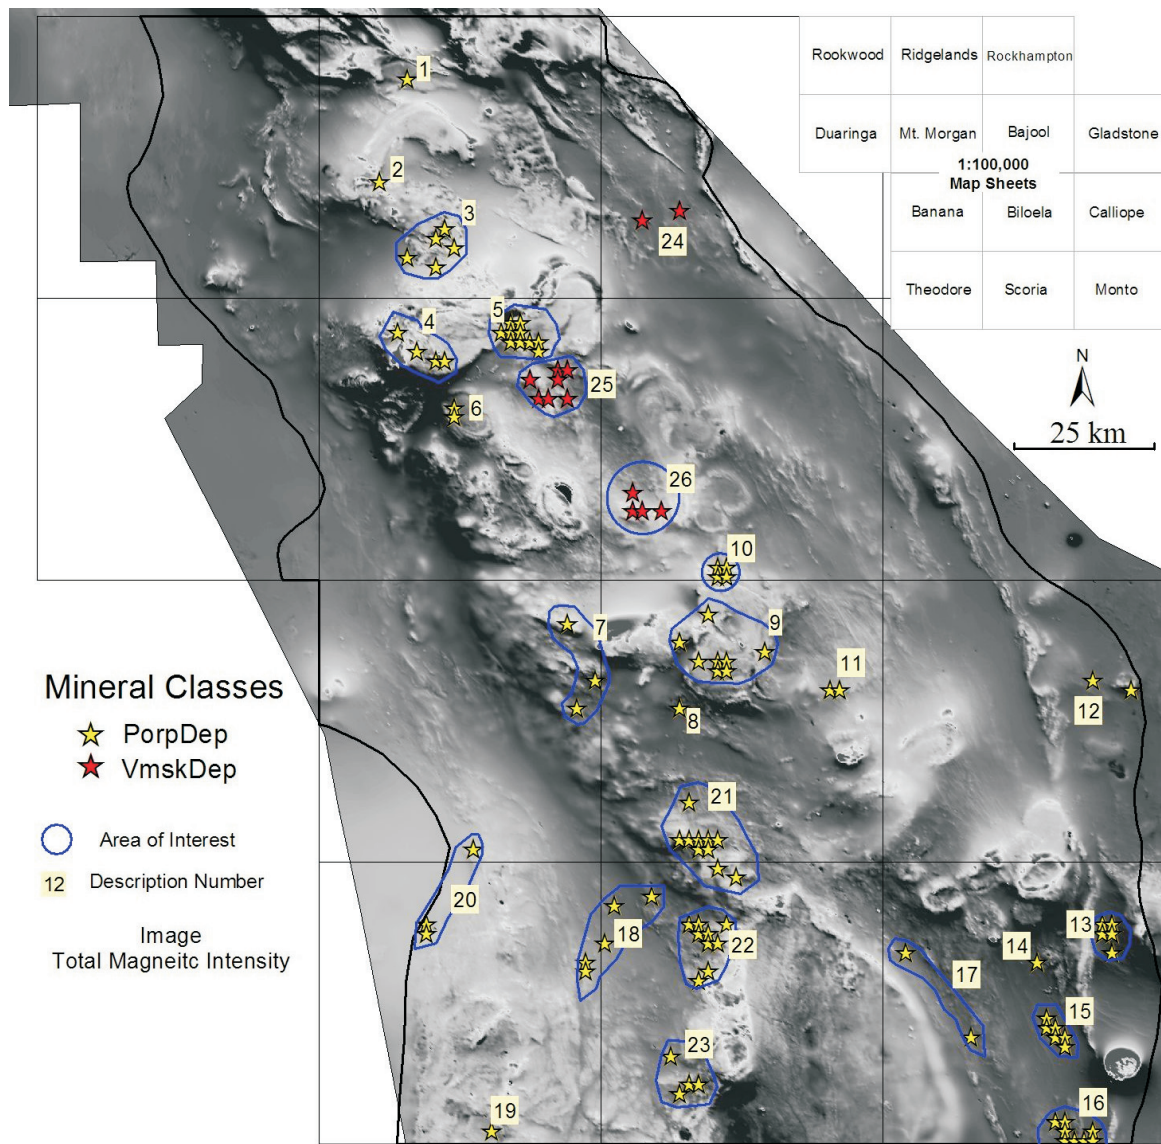 Rookwood
Ridgelands
Rockhampton
Duaringa
Mt. Morgan
Bajool
Gladstone
1:100,000
Map Sheets
Banana
Biloela
Calliope
Theodore
Scoria
Monto
N
25 km
1
2
3
24
4
5
25
6
26
10
7
9
11
8
12
21
20
18
22
13
14
17
15
23
16
19
Mineral Classes
PorpDep
VmskDep
Area of Interest
12 Description Number
Image
Total Magneitc Intensity